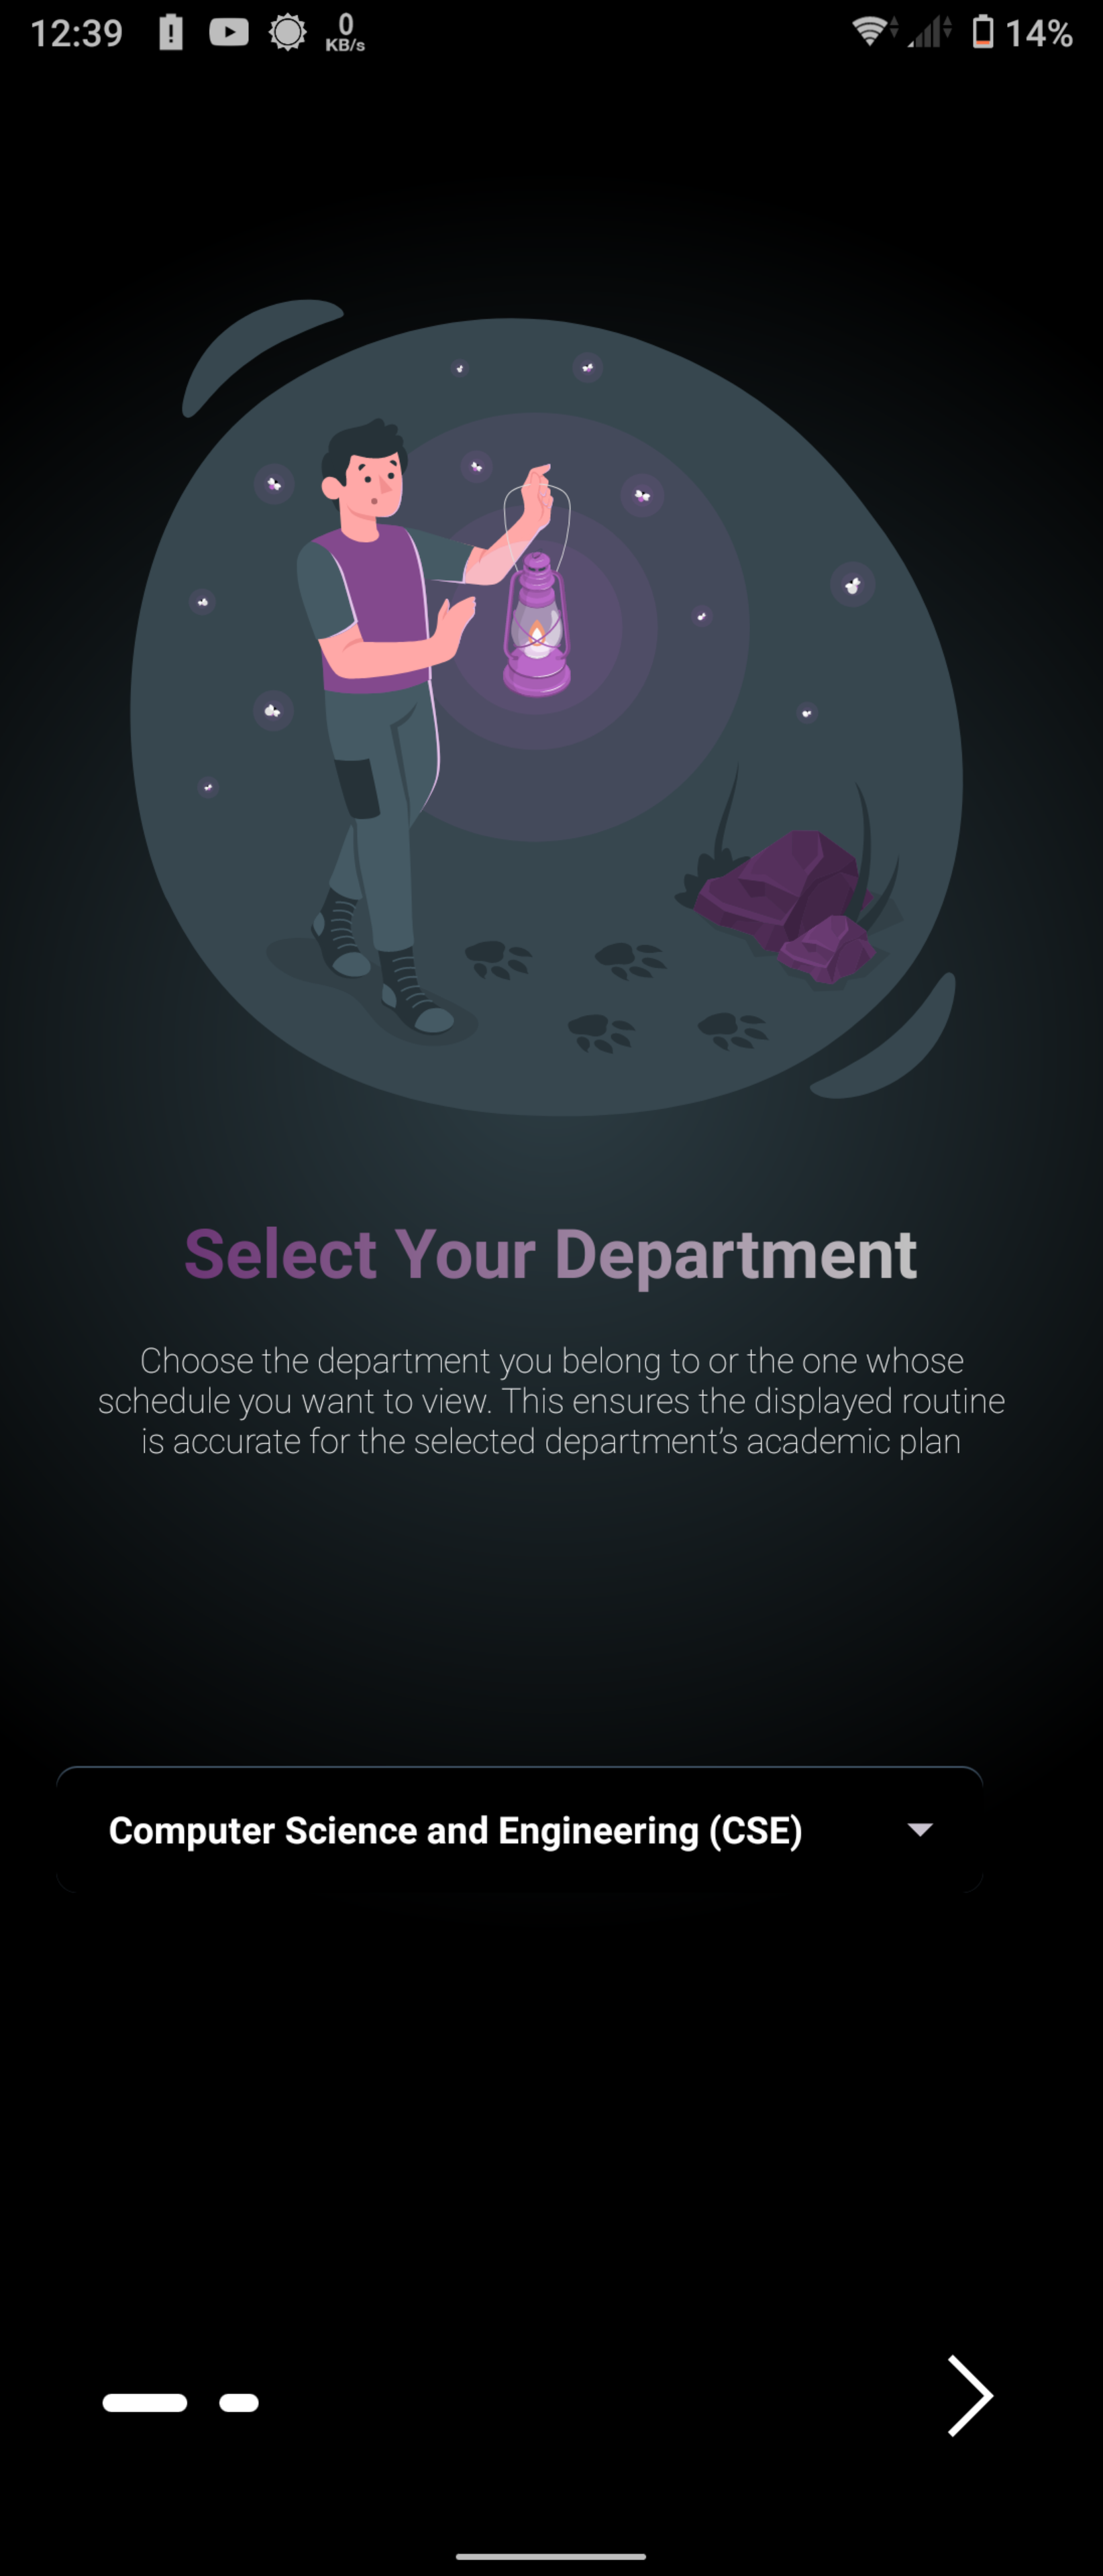 12:39
0
KB/s
14%
Select Your Department
Choose the department you belong to or the one whose
schedule you want to view. This ensures the displayed routine
is accurate for the selected department's academic plan
Computer Science and Engineering (CSE)